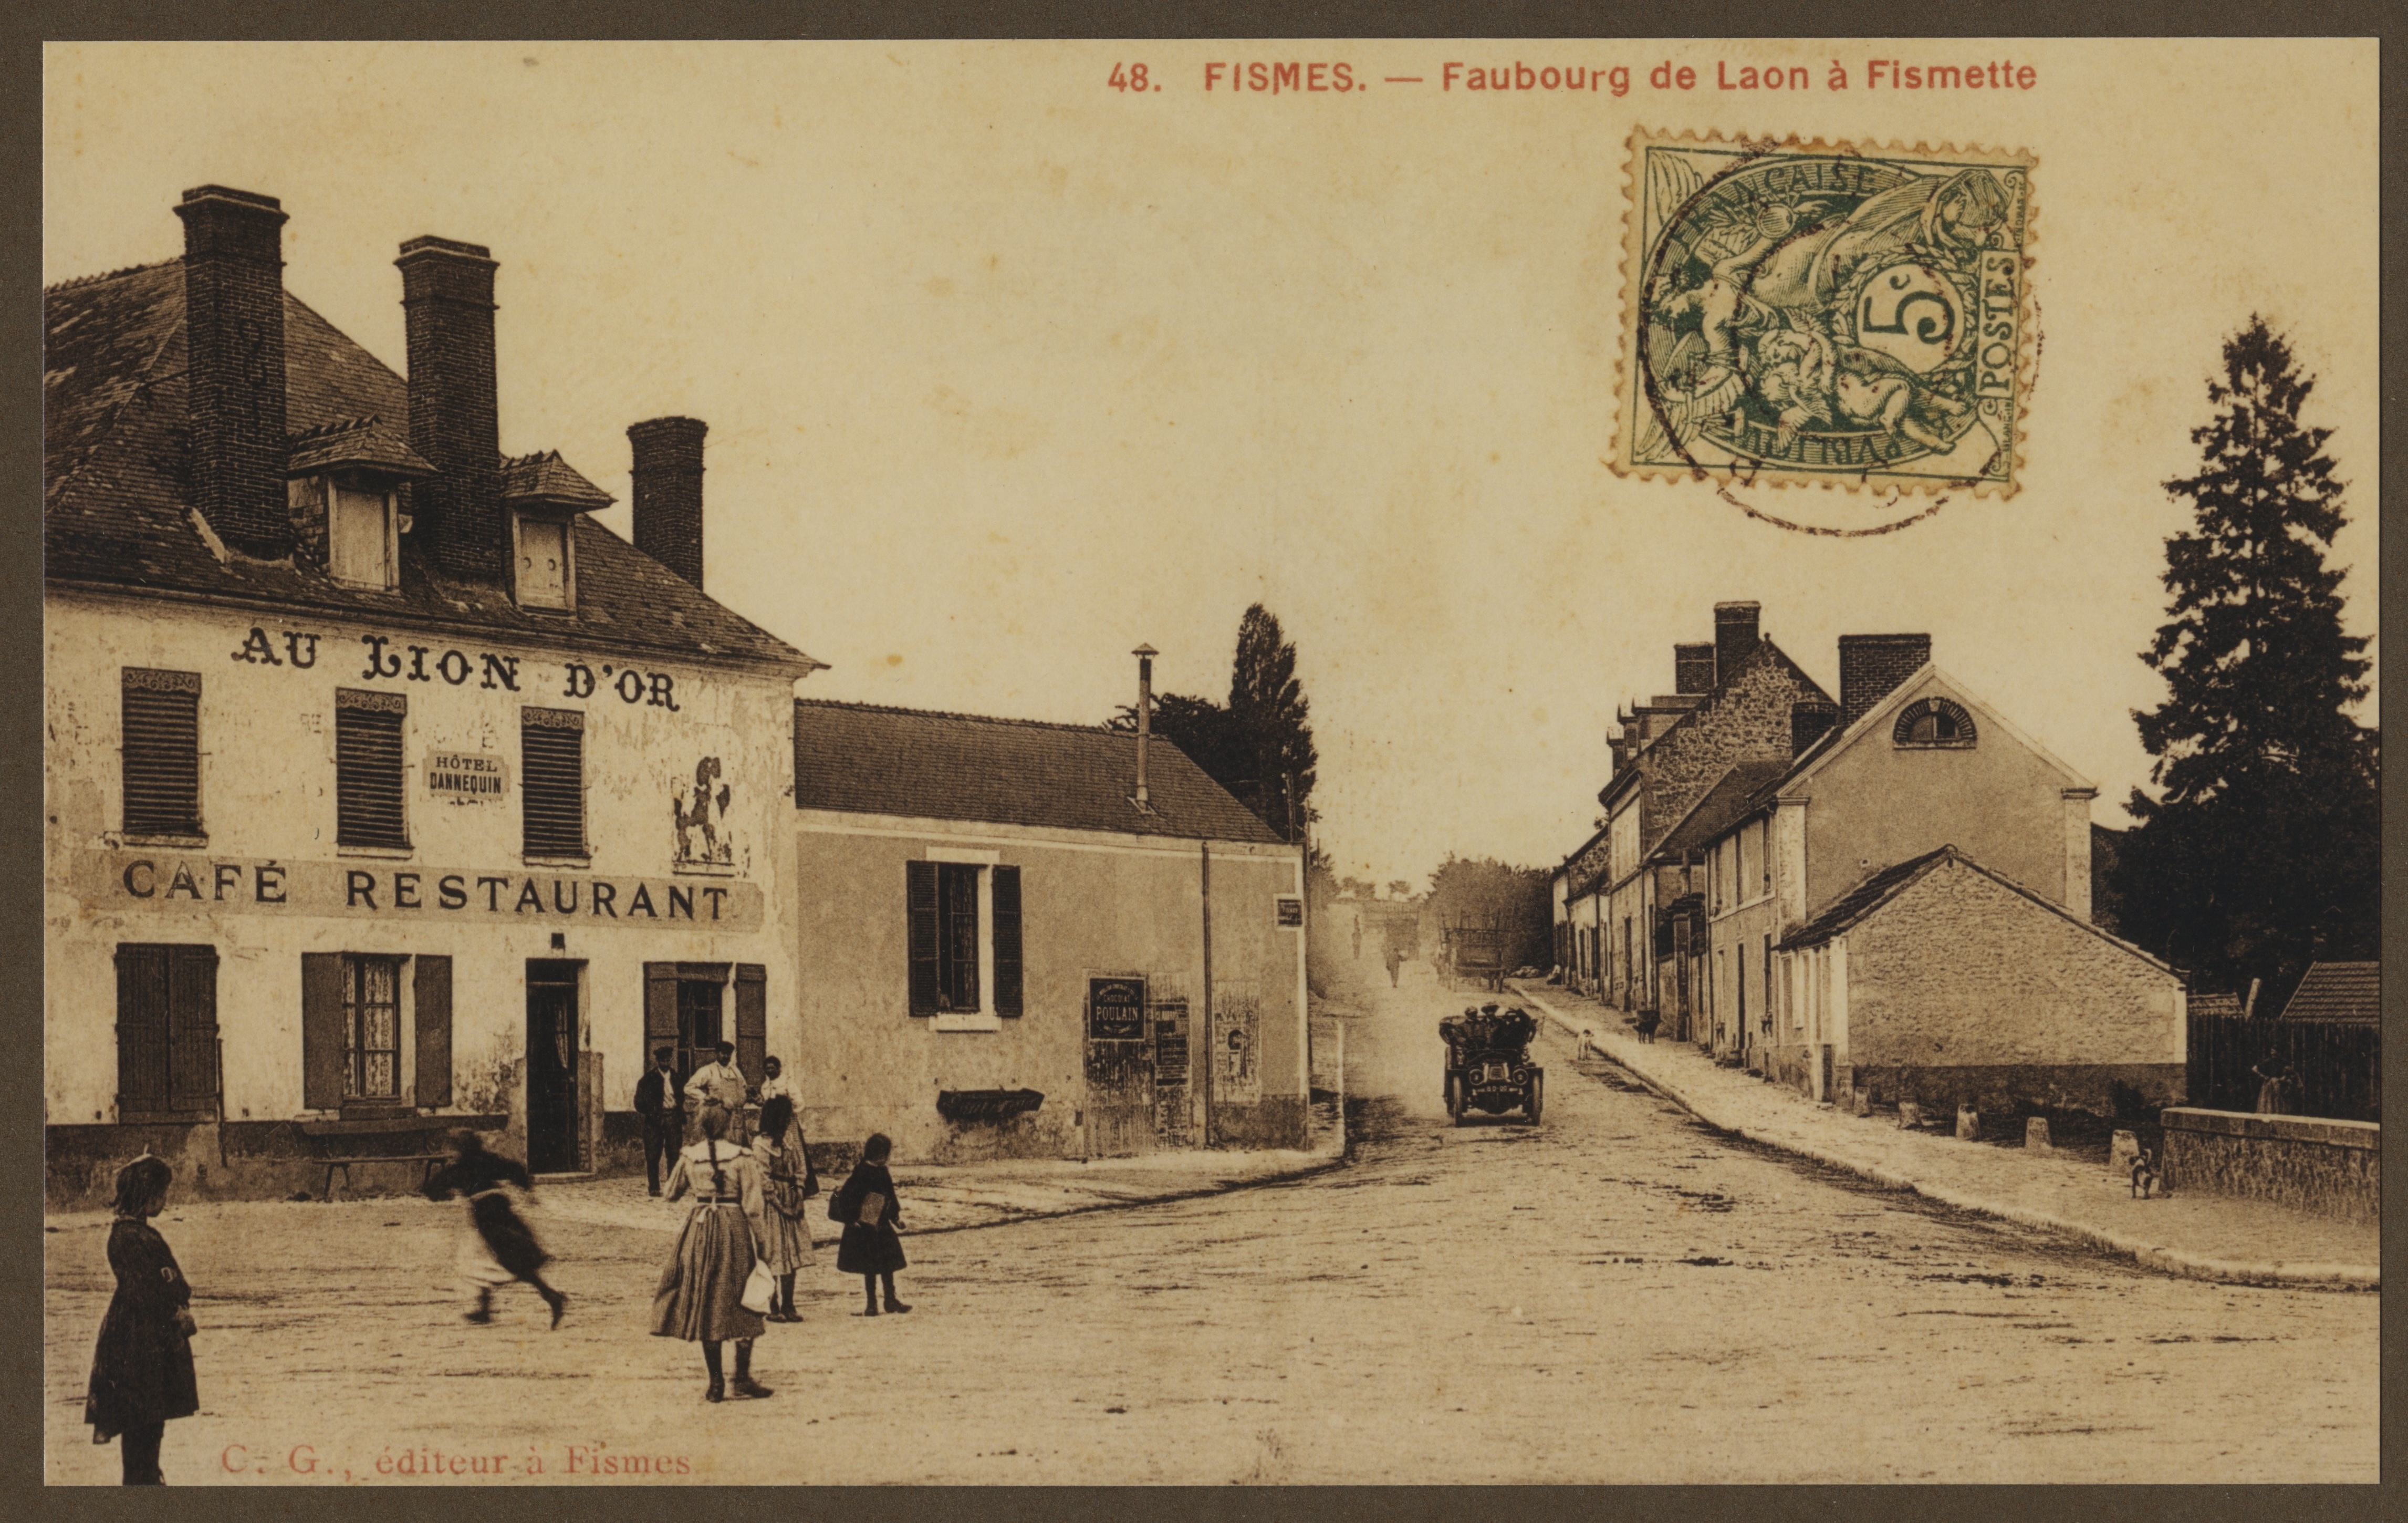 48. FISMES. — Faubourg de Laon à Fismette
FRANÇAISE
5c
POSTES
AU LION D'OR
HÔTEL
DANNEQUIN
CAFÉ RESTAURANT
CHOCOLAT
POULAIN
C. G., éditeur à Fismes